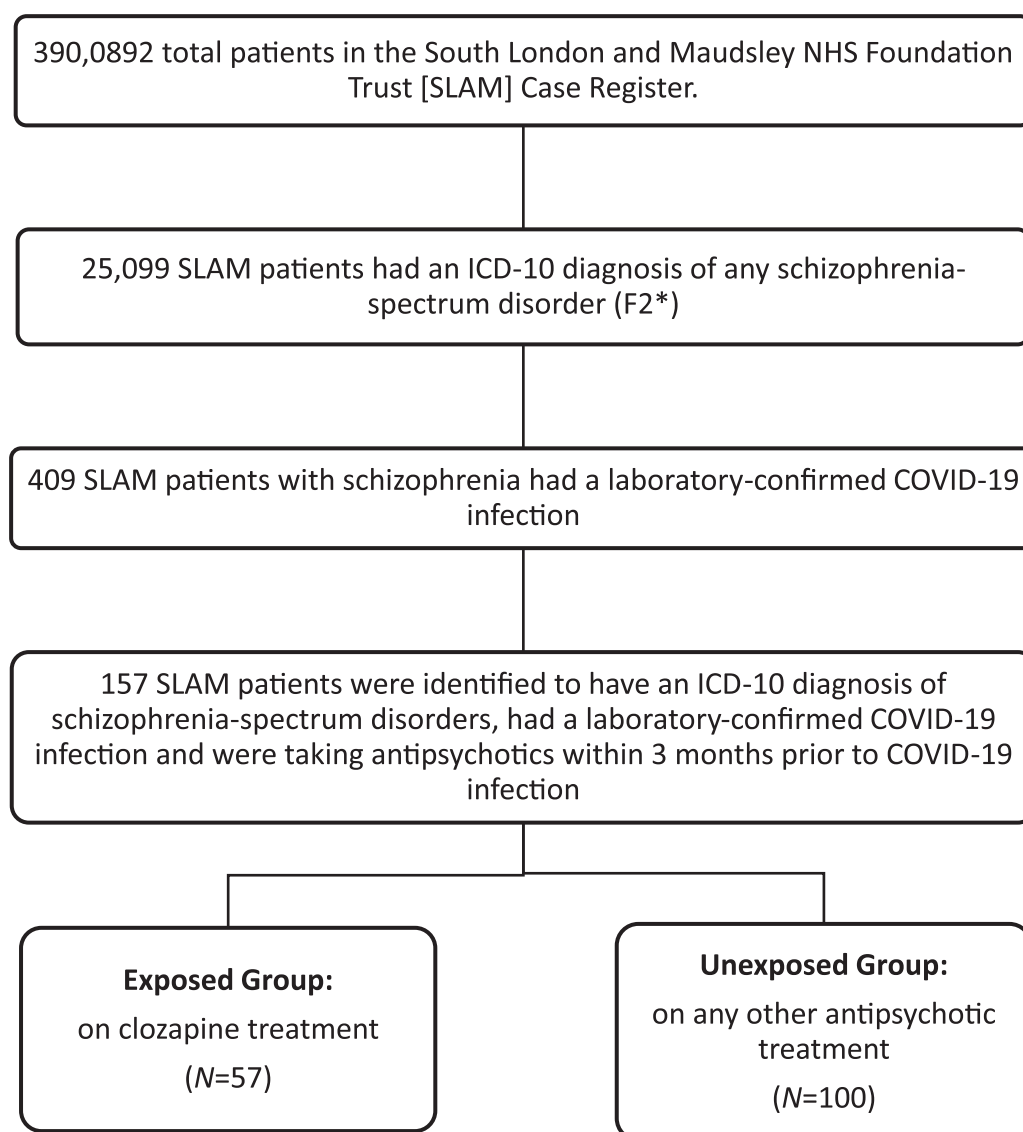 390,0892 total patients in the South London and Maudsley NHS Foundation
Trust [SLAM] Case Register.
25,099 SLAM patients had an ICD-10 diagnosis of any schizophrenia-
spectrum disorder (F2*)
409 SLAM patients with schizophrenia had a laboratory-confirmed COVID-19
infection
157 SLAM patients were identified to have an ICD-10 diagnosis of
schizophrenia-spectrum disorders, had a laboratory-confirmed COVID-19
infection and were taking antipsychotics within 3 months prior to COVID-19
infection
Exposed Group:
on clozapine treatment
(N=57)
Unexposed Group:
on any other antipsychotic
treatment
(N=100)